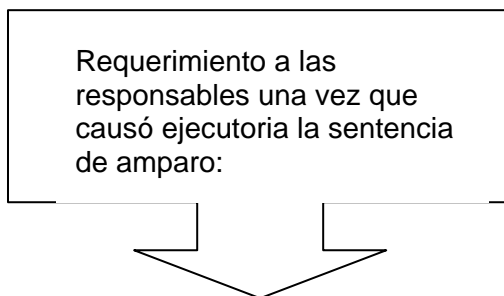 Requerimiento a las
responsables una vez que
causó ejecutoria la sentencia
de amparo: